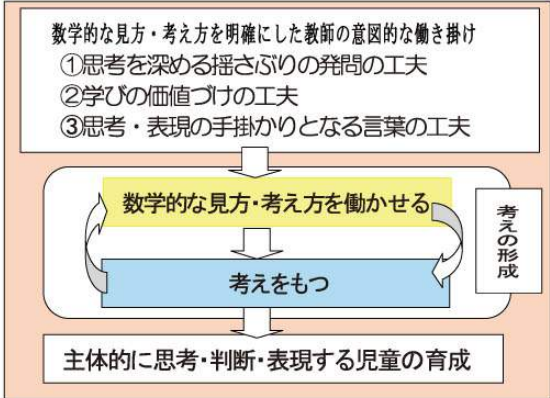 数学的な見方・考え方を明確にした教師の意図的な働き掛け
①思考を深める揺さぶりの発問の工夫
②学びの価値づけの工夫
③思考・表現の手掛かりとなる言葉の工夫
数学的な見方・考え方を働かせる
考えの形成
考えをもつ
主体的に思考・判断・表現する児童の育成